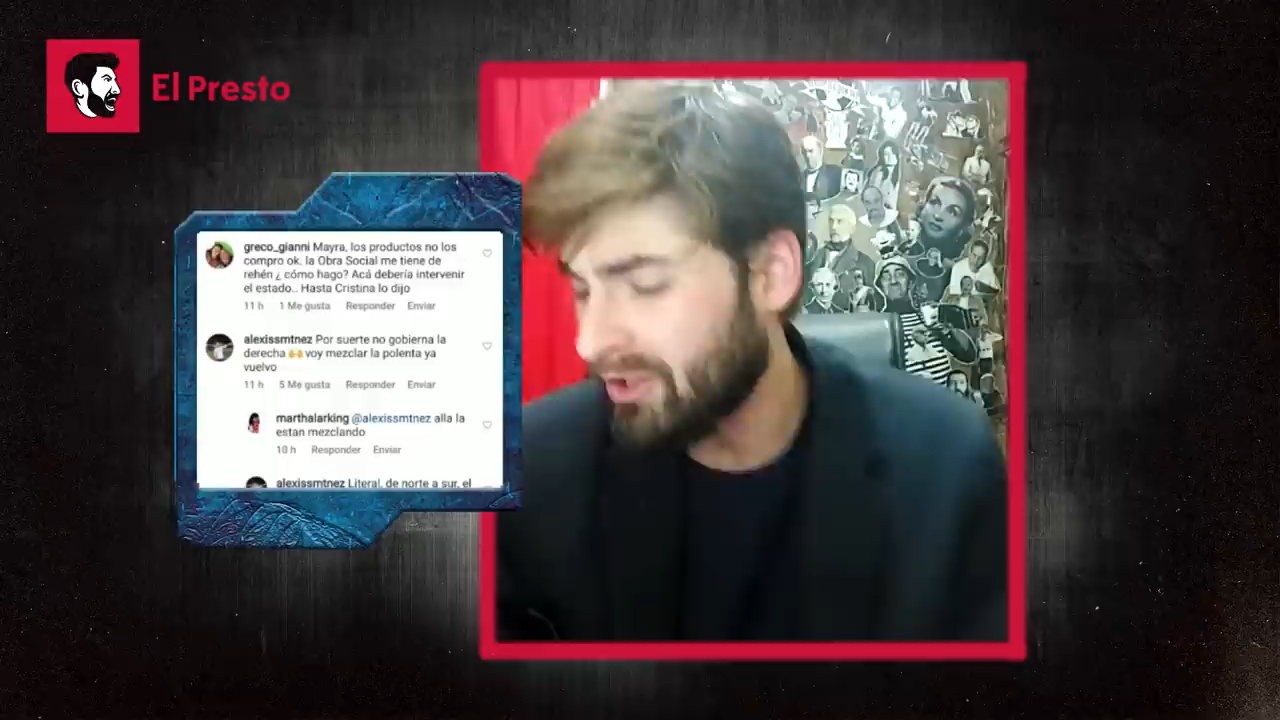 El Presto
greco_gianni Mayra, los productos no los
compro ok. la Obra Social me tiene de
rehén ¿ cómo hago? Acá debería intervenir
el estado.. Hasta Cristina lo dijo
11 h 1 Me gusta Responder Enviar
alexissmtnez Por suerte no gobierna la
derecha 🙌 voy mezclar la polenta ya
vuelvo
11 h 5 Me gusta Responder Enviar
marthalarking @alexissmtnez alla la
estan mezclando
10 h Responder Enviar
alexissmtnez Literal, de norte a sur, el